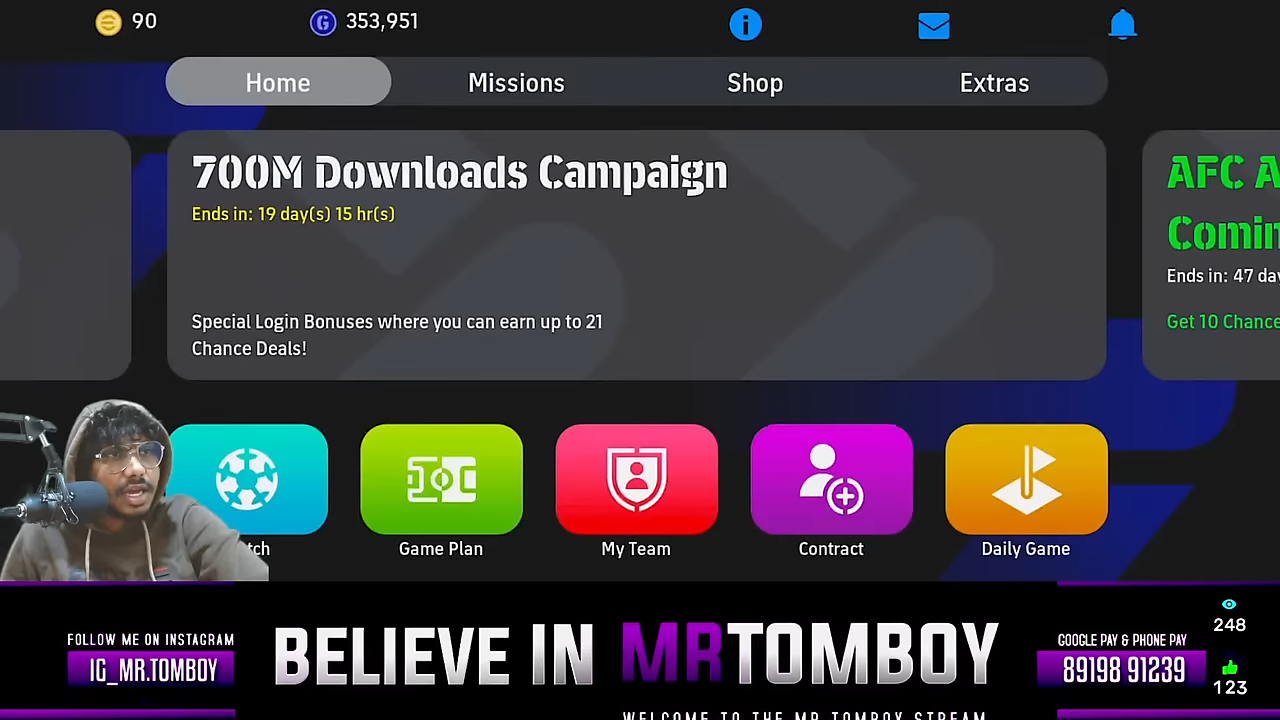 90
353,951
Home
Missions
Shop
Extras
700M Downloads Campaign
Ends in: 19 day(s) 15 hr(s)
Special Login Bonuses where you can earn up to 21
Chance Deals!
AFC A
Comin
Ends in: 47 day
Get 10 Chance
tch
Game Plan
My Team
Contract
Daily Game
FOLLOW ME ON INSTAGRAM
IG_MR.TOMBOY
BELIEVE IN MRTOMBOY
GOOGLE PAY & PHONE PAY
89198 91239
248
123
WELCOME TO THE MR TOMBOY STREAM